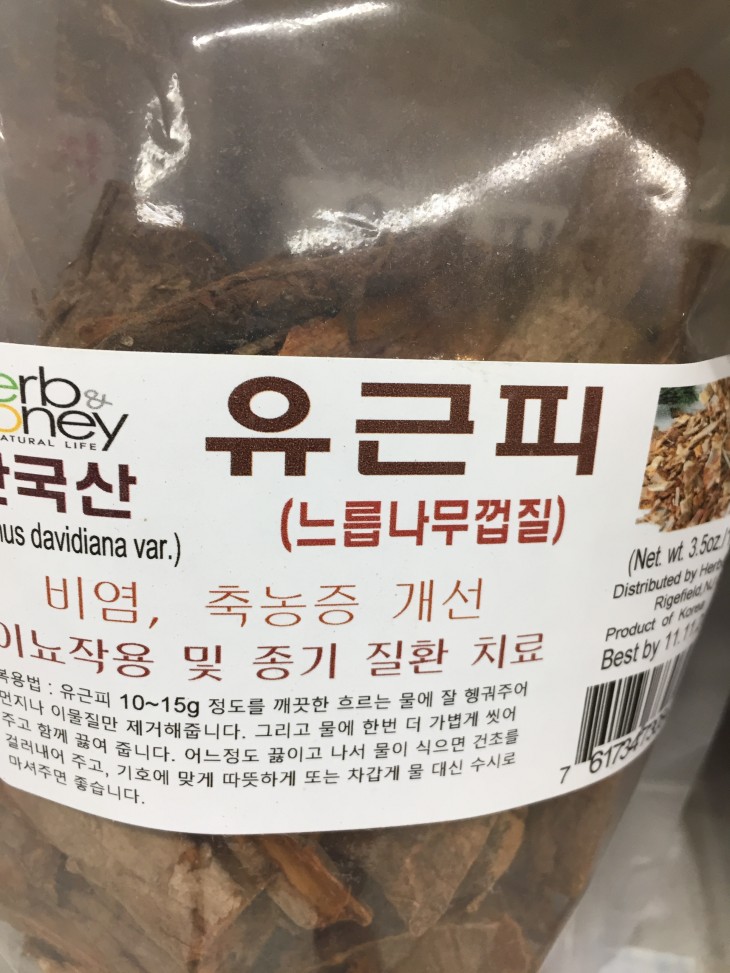 erb &
oney
NATURAL LIFE
유근피
한국산
(느릅나무껍질)
nus davidiana var.)
비염, 축농증 개선
이뇨작용 및 종기 질환 치료
(Net. wt. 3.5oz./
Distributed by Herb
Rigefield, NJ
Product of Korea
Best by 11.11.
복용법 : 유근피 10~15g 정도를 깨끗한 흐르는 물에 잘 헹궈주어
먼지나 이물질만 제거해줍니다. 그리고 물에 한번 더 가볍게 씻어
주고 함께 끓여 줍니다. 어느정도 끓이고 나서 물이 식으면 건초를
걸러내어 주고, 기호에 맞게 따뜻하게 또는 차갑게 물 대신 수시로
마셔주면 좋습니다.
7 617347